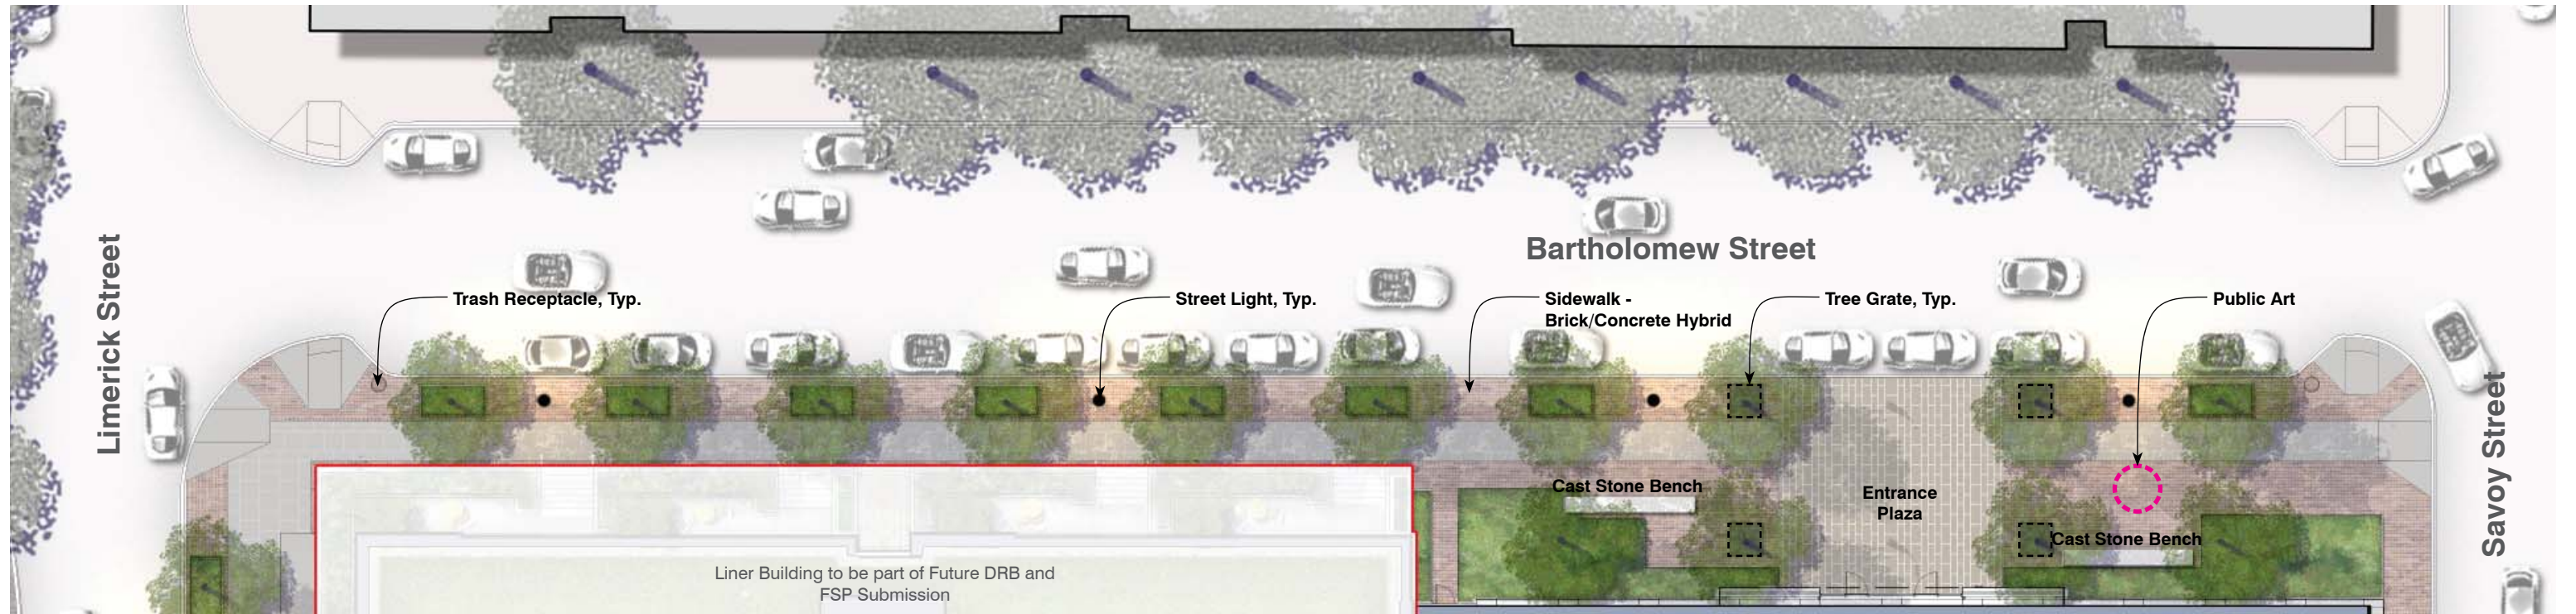 Bartholomew Street
Limerick Street
Trash Receptacle, Typ.
Street Light, Typ.
Sidewalk -
Brick/Concrete Hybrid
Tree Grate, Typ.
Public Art
Savoy Street
Cast Stone Bench
Entrance
Plaza
Cast Stone Bench
Liner Building to be part of Future DRB and
FSP Submission